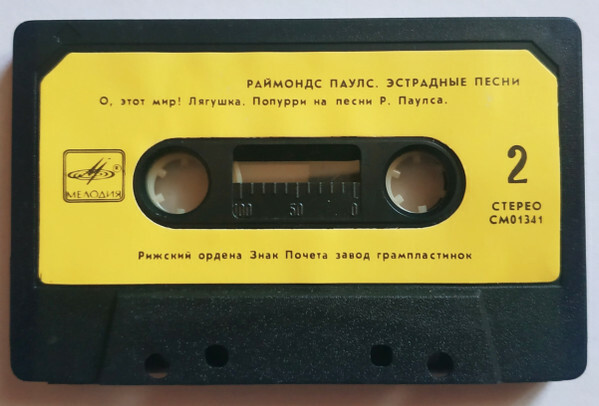 РАЙМОНДС ПАУЛС. ЭСТРАДНЫЕ ПЕСНИ
О, этот мир! Лягушка. Попурри на песни Р. Паулса.
МЕЛОДИЯ
2
СТЕРЕО
СМ01341
100 50 0
Рижский ордена Знак Почета завод грампластинок